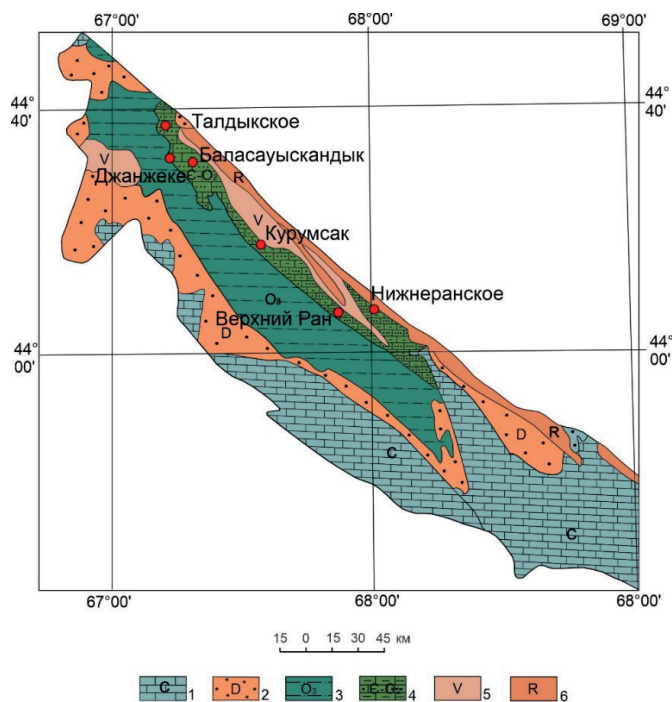 67°00'
68°00'
69°00'
44°
40'
44°
40'
Талдыкское
Баласауыскандык
V
Джанжеке
Є-О₂
R
V
Курумсак
O₃
Нижнеранское
Верхний Ран
D
44°
00'
44°
00'
D
R
C
C
67°00'
68°00'
68°00'
15 0 15 30 45 км
C 1 D 2 O₃ 3 Є-O₂ 4 V 5 R 6